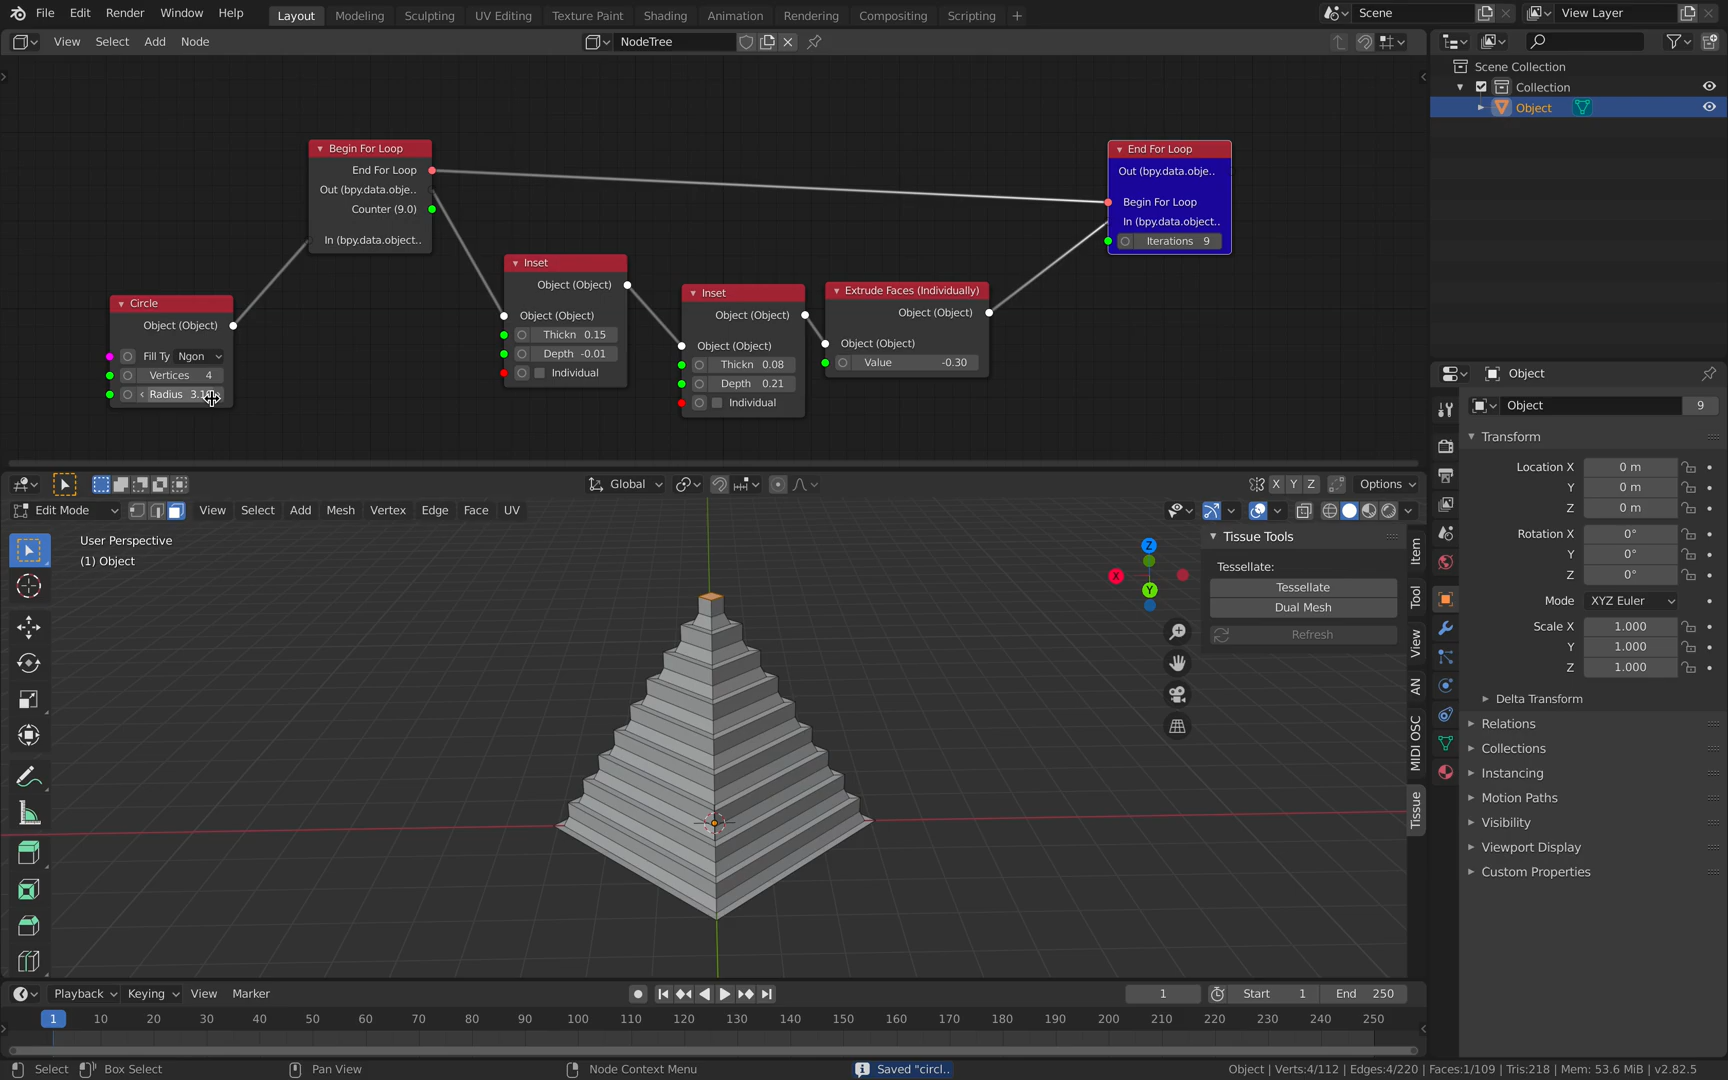 File Edit Render Window Help Layout Modeling Sculpting UV Editing Texture Paint Shading Animation Rendering Compositing Scripting + Scene View Layer
View Select Add Node NodeTree
Scene Collection
Collection
Object
Begin For Loop
End For Loop
Out (bpy.data.obje..
Counter (9.0)
In (bpy.data.object..
End For Loop
Out (bpy.data.obje..
Begin For Loop
In (bpy.data.object..
Iterations 9
Circle
Object (Object)
Fill Ty Ngon
Vertices 4
Radius
Inset
Object (Object)
Object (Object)
Thickn 0.15
Depth -0.01
Individual
Inset
Object (Object)
Object (Object)
Thickn 0.08
Depth 0.21
Individual
Extrude Faces (Individually)
Object (Object)
Object (Object)
Value -0.30
Global X Y Z Options
Edit Mode View Select Add Mesh Vertex Edge Face UV
User Perspective
(1) Object
Z
X
Y
Tissue Tools
Tessellate:
Tessellate
Dual Mesh
Refresh
Item
Tool
View
AN
MIDI OSC
Tissue
Object
Object 9
Transform
Location X 0 m
Y 0 m
Z 0 m
Rotation X 0°
Y 0°
Z 0°
Mode XYZ Euler
Scale X 1.000
Y 1.000
Z 1.000
Delta Transform
Relations
Collections
Instancing
Motion Paths
Visibility
Viewport Display
Custom Properties
Playback Keying View Marker 1 Start 1 End 250
1 10 20 30 40 50 60 70 80 90 100 110 120 130 140 150 160 170 180 190 200 210 220 230 240 250
Select Box Select Pan View Node Context Menu Saved "circl.. Object | Verts:4/112 | Edges:4/220 | Faces:1/109 | Tris:218 | Mem: 53.6 MiB | v2.82.5